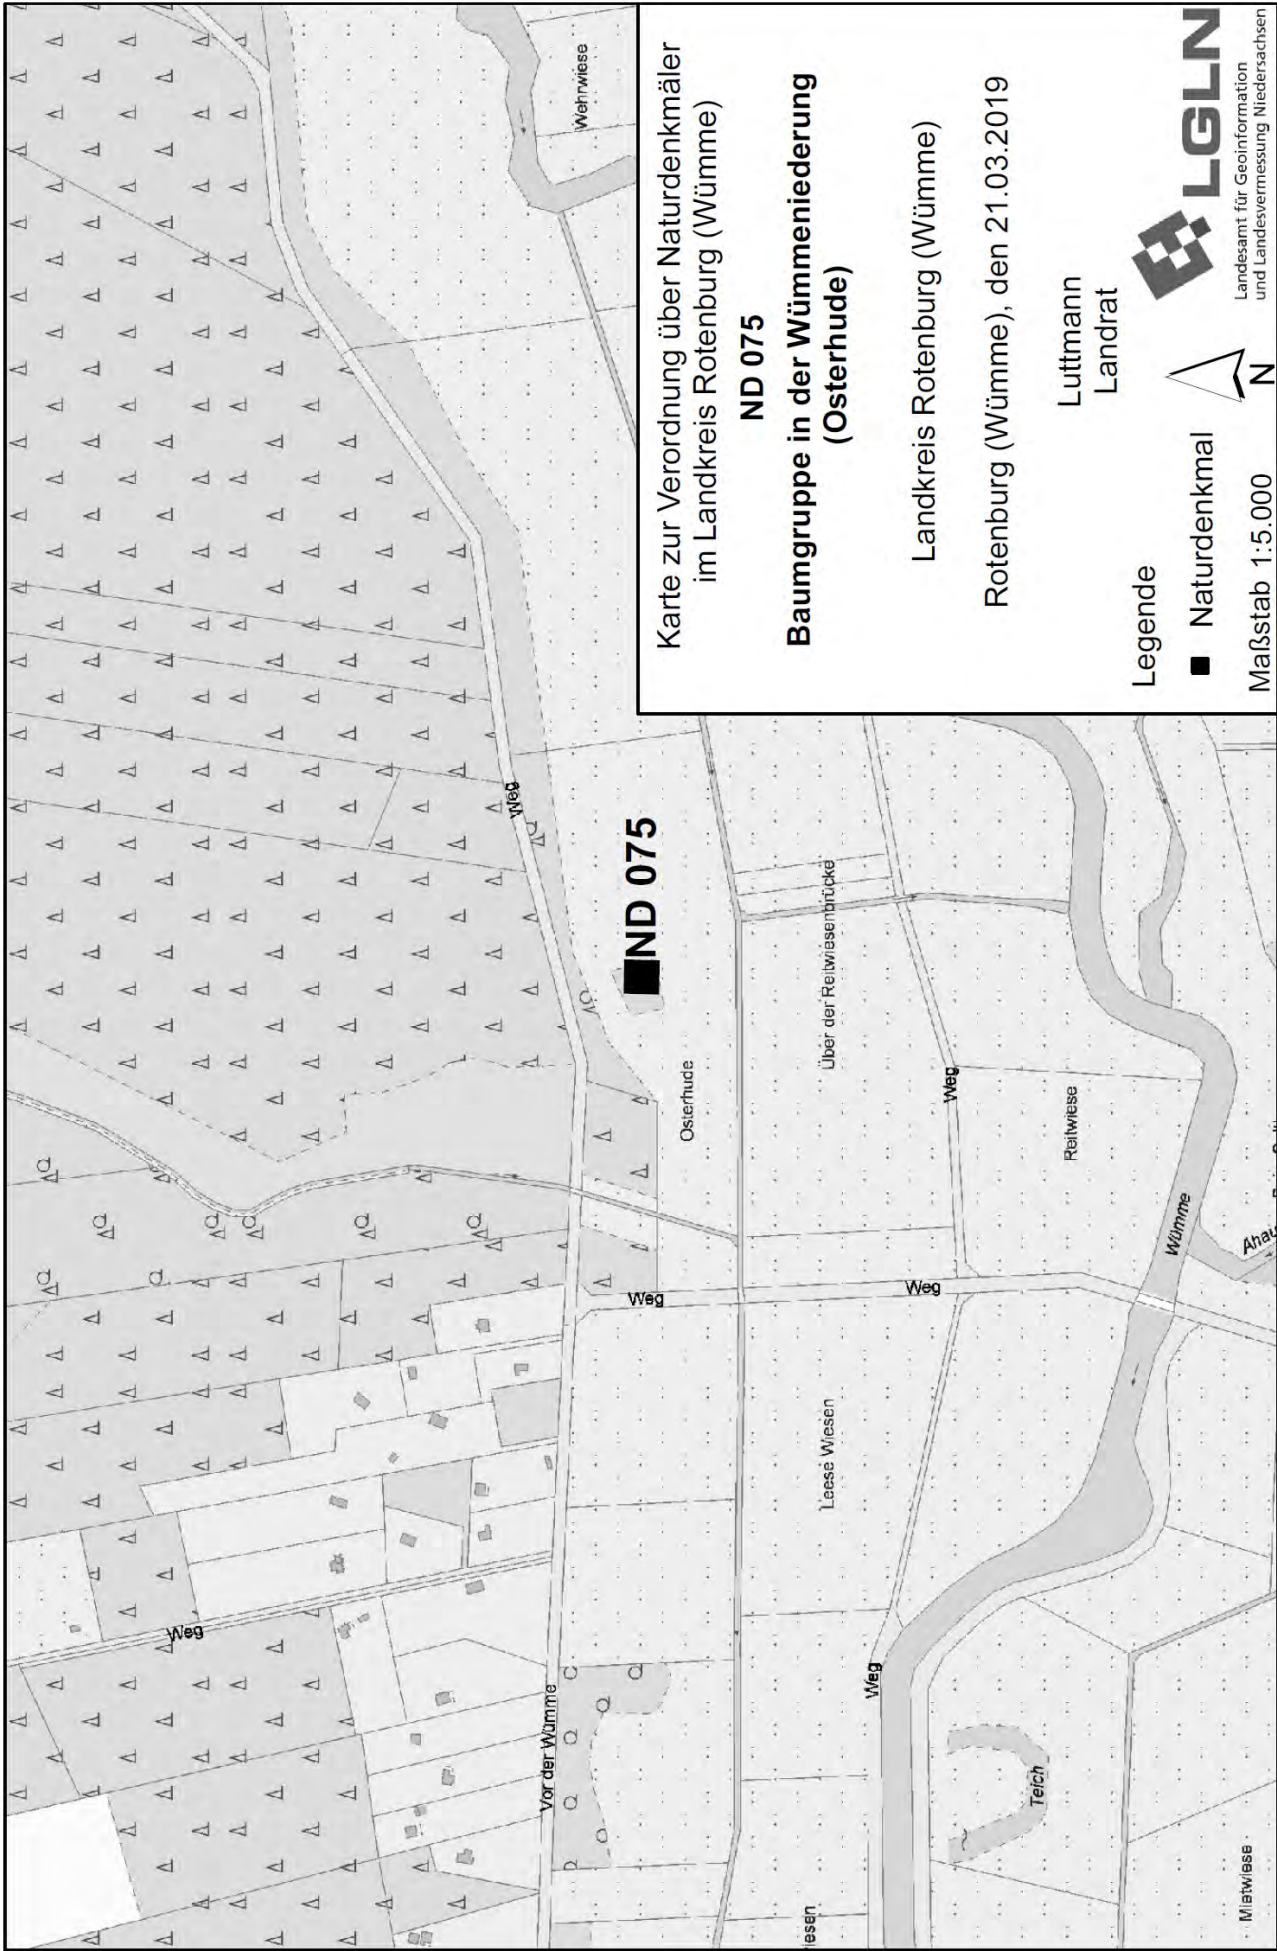 Karte zur Verordnung über Naturdenkmäler
im Landkreis Rotenburg (Wümme)
ND 075
Baumgruppe in der Wümmeniederung
(Osterhude)
Landkreis Rotenburg (Wümme)
Rotenburg (Wümme), den 21.03.2019
Luttmann
Landrat
Legende
Naturdenkmal
Maßstab 1:5.000
N
LGLN
Landesamt für Geoinformation
und Landesvermessung Niedersachsen
Wehrwiese
Weg
ND 075
Osterhude
Über der Reitwiesenbrücke
Weg
Reitwiese
Wümme
Ahau
Weg
Weg
Leese Wiesen
Weg
Weg
Vor der Wümme
Teich
Mietwiese
iesen